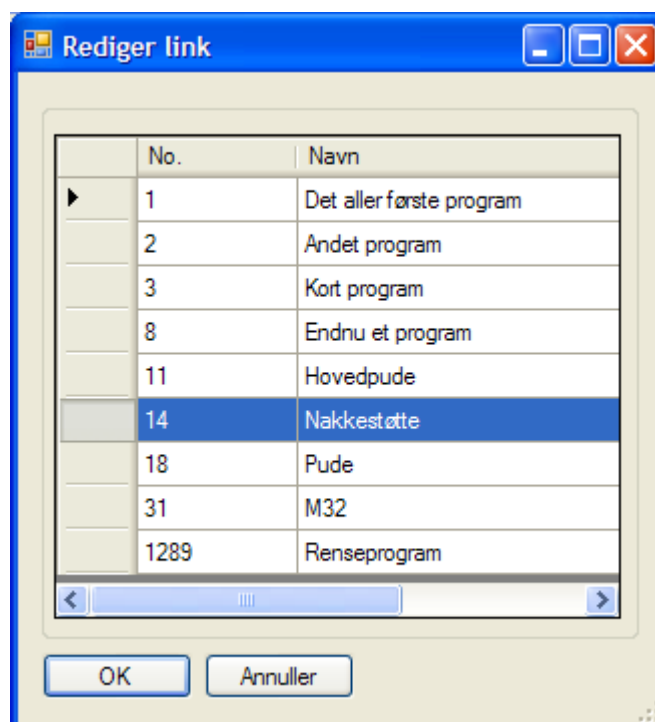 Rediger link
No. Navn
1 Det aller første program
2 Andet program
3 Kort program
8 Endnu et program
11 Hovedpude
14 Nakkestøtte
18 Pude
31 M32
1289 Renseprogram
OK Annuller